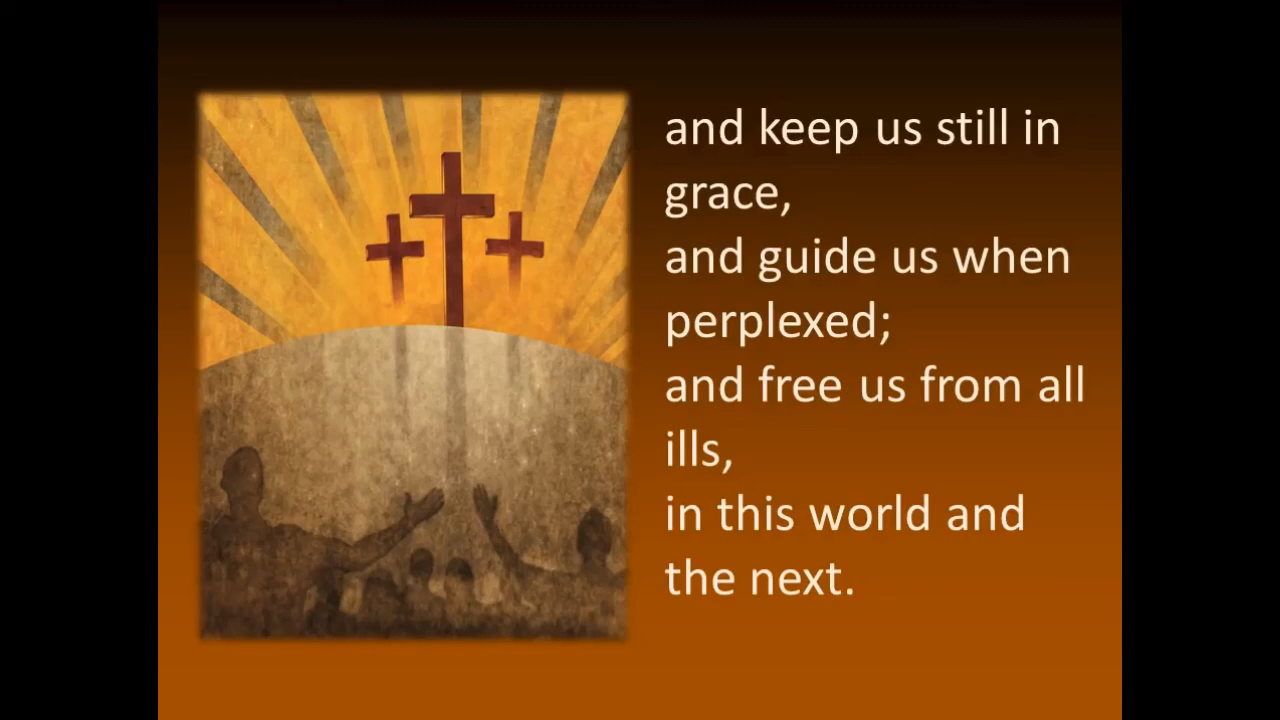 and keep us still in
grace,
and guide us when
perplexed;
and free us from all
ills,
in this world and
the next.